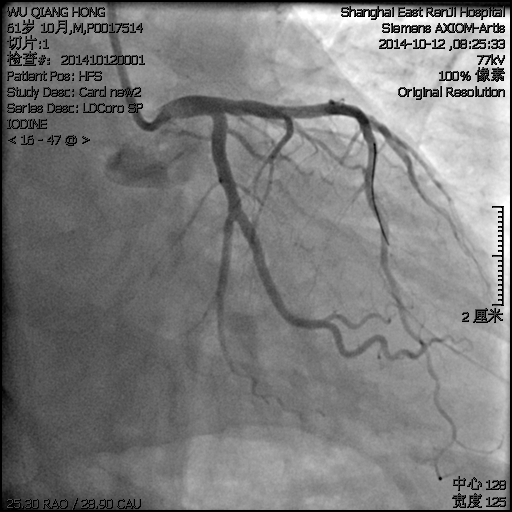 WU QIANG HONG
61岁 10月,M,P0017514
切片:1
检查#: 201410120001
Patient Pos: HFS
Study Desc: Card new2
Series Desc: LDCoro SP
IODINE
< 16 - 47 @ >
Shanghai East RenJi Hospital
Siemens AXIOM-Artis
2014-10-12 ,08:25:33
77kV
100% 像素
Original Resolution
2 厘米
25.30 RAO / 28.90 CAU
中心 128
宽度 125